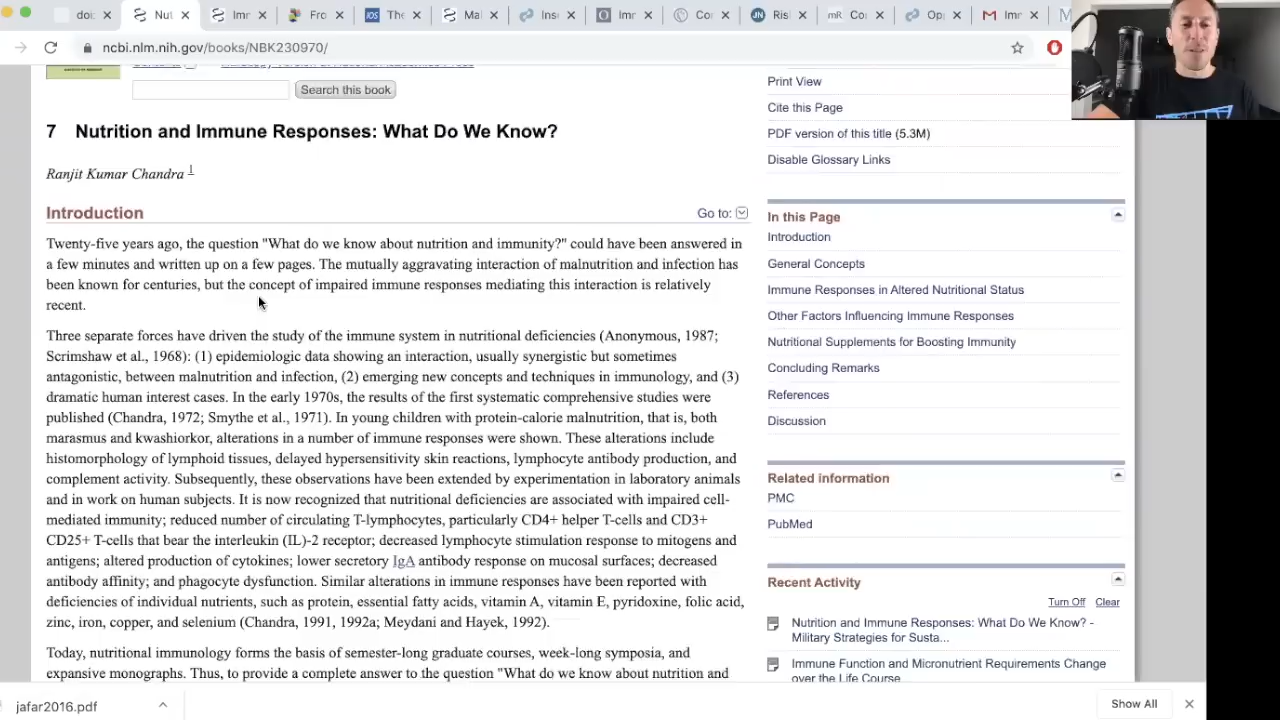 doi
Nut
Imr
Fro
The
Mal
Inse
Imr
Cor
Risl
Co
Opt
Imr
ncbi.nlm.nih.gov/books/NBK230970/
Search this book
7 Nutrition and Immune Responses: What Do We Know?
Ranjit Kumar Chandra 1
Introduction
Go to:
Twenty-five years ago, the question "What do we know about nutrition and immunity?" could have been answered in
a few minutes and written up on a few pages. The mutually aggravating interaction of malnutrition and infection has
been known for centuries, but the concept of impaired immune responses mediating this interaction is relatively
recent.
Three separate forces have driven the study of the immune system in nutritional deficiencies (Anonymous, 1987;
Scrimshaw et al., 1968): (1) epidemiologic data showing an interaction, usually synergistic but sometimes
antagonistic, between malnutrition and infection, (2) emerging new concepts and techniques in immunology, and (3)
dramatic human interest cases. In the early 1970s, the results of the first systematic comprehensive studies were
published (Chandra, 1972; Smythe et al., 1971). In young children with protein-calorie malnutrition, that is, both
marasmus and kwashiorkor, alterations in a number of immune responses were shown. These alterations include
histomorphology of lymphoid tissues, delayed hypersensitivity skin reactions, lymphocyte antibody production, and
complement activity. Subsequently, these observations have been extended by experimentation in laboratory animals
and in work on human subjects. It is now recognized that nutritional deficiencies are associated with impaired cell-
mediated immunity; reduced number of circulating T-lymphocytes, particularly CD4+ helper T-cells and CD3+
CD25+ T-cells that bear the interleukin (IL)-2 receptor; decreased lymphocyte stimulation response to mitogens and
antigens; altered production of cytokines; lower secretory IgA antibody response on mucosal surfaces; decreased
antibody affinity; and phagocyte dysfunction. Similar alterations in immune responses have been reported with
deficiencies of individual nutrients, such as protein, essential fatty acids, vitamin A, vitamin E, pyridoxine, folic acid,
zinc, iron, copper, and selenium (Chandra, 1991, 1992a; Meydani and Hayek, 1992).
Today, nutritional immunology forms the basis of semester-long graduate courses, week-long symposia, and
expansive monographs. Thus, to provide a complete answer to the question "What do we know about nutrition and
Print View
Cite this Page
PDF version of this title (5.3M)
Disable Glossary Links
In this Page
Introduction
General Concepts
Immune Responses in Altered Nutritional Status
Other Factors Influencing Immune Responses
Nutritional Supplements for Boosting Immunity
Concluding Remarks
References
Discussion
Related information
PMC
PubMed
Recent Activity
Turn Off Clear
Nutrition and Immune Responses: What Do We Know? -
Military Strategies for Susta...
Immune Function and Micronutrient Requirements Change
over the Life Course
jafar2016.pdf
Show All